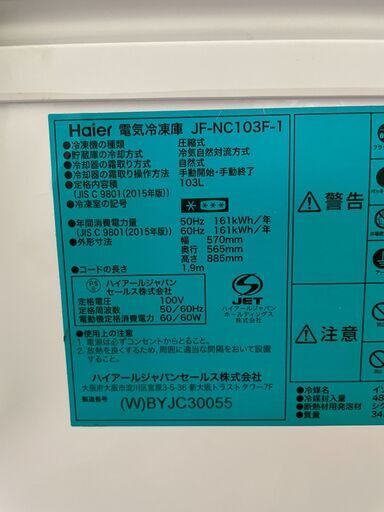 Haier 電気冷凍庫 JF-NC103F-1
●冷凍機の種類 圧縮式
●貯蔵庫の冷却方式 冷気自然対流方式
●冷却器の霜取り方式 自然式
●冷却器の霜取り操作方法 手動開始・手動終了
●定格内容積 103L
(JIS C 9801(2015年版))
●冷凍室の記号
●年間消費電力量 50Hz 161kWh/年
(JIS C 9801(2015年版)) 60Hz 161kWh/年
●外形寸法 幅 570mm
奥行 565mm
高さ 885mm
●コードの長さ 1.9m
PSE
ハイアールジャパン
セールス株式会社
定格電圧 100V
定格周波数 50/60Hz
電動機定格消費電力 60/60W
S
JET
ハイアールジャパン
ホールディングス
株式会社
●使用上の注意
1. 電源は必ずコンセントからとること。
2. 放熱を良くするため、周囲に適当な間隔をおいて設置
すること。
ハイアールジャパンセールス株式会社
大阪府大阪市淀川区宮原3-5-36 新大阪トラストタワー7F
製造番号 (W)BYJC30055
警告
注意
●冷媒名
●冷媒封入量 48
●断熱材用発泡材 シク
●質量 34.